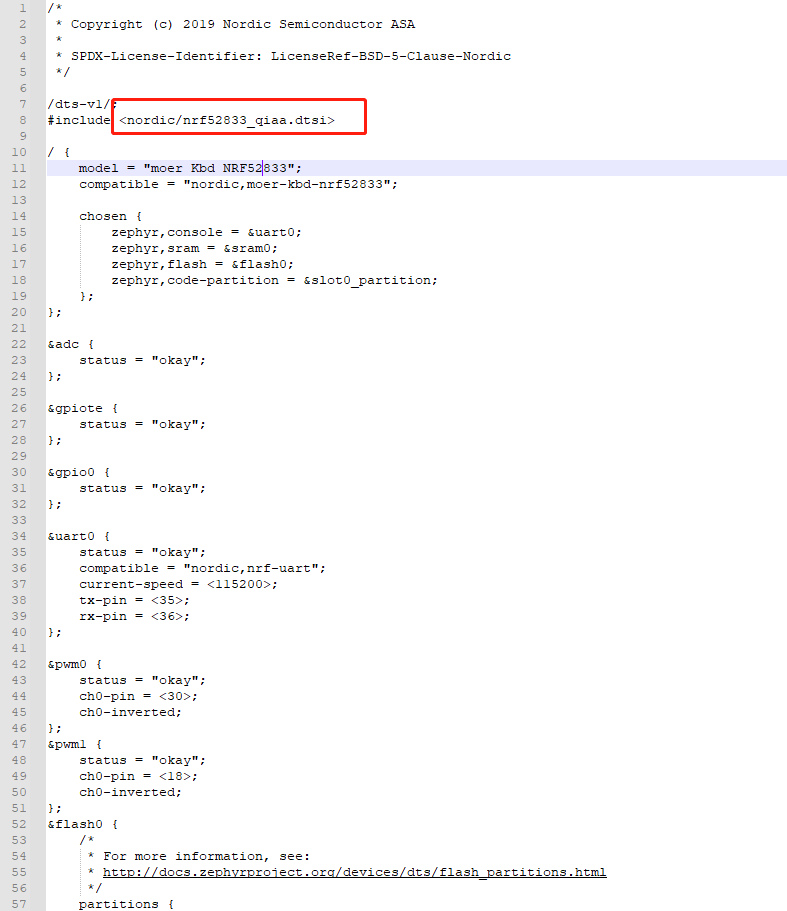 1 /*
2  * Copyright (c) 2019 Nordic Semiconductor ASA
3  *
4  * SPDX-License-Identifier: LicenseRef-BSD-5-Clause-Nordic
5  */
6
7 /dts-v1/;
8 #include <nordic/nrf52833_qiaa.dtsi>
9
10 / {
11     model = "moer Kbd NRF52833";
12     compatible = "nordic,moer-kbd-nrf52833";
13
14     chosen {
15         zephyr,console = &uart0;
16         zephyr,sram = &sram0;
17         zephyr,flash = &flash0;
18         zephyr,code-partition = &slot0_partition;
19     };
20 };
21
22 &adc {
23     status = "okay";
24 };
25
26 &gpiote {
27     status = "okay";
28 };
29
30 &gpio0 {
31     status = "okay";
32 };
33
34 &uart0 {
35     status = "okay";
36     compatible = "nordic,nrf-uart";
37     current-speed = <115200>;
38     tx-pin = <35>;
39     rx-pin = <36>;
40 };
41
42 &pwm0 {
43     status = "okay";
44     ch0-pin = <30>;
45     ch0-inverted;
46 };
47 &pwm1 {
48     status = "okay";
49     ch0-pin = <18>;
50     ch0-inverted;
51 };
52 &flash0 {
53     /*
54      * For more information, see:
55      * http://docs.zephyrproject.org/devices/dts/flash_partitions.html
56      */
57     partitions {